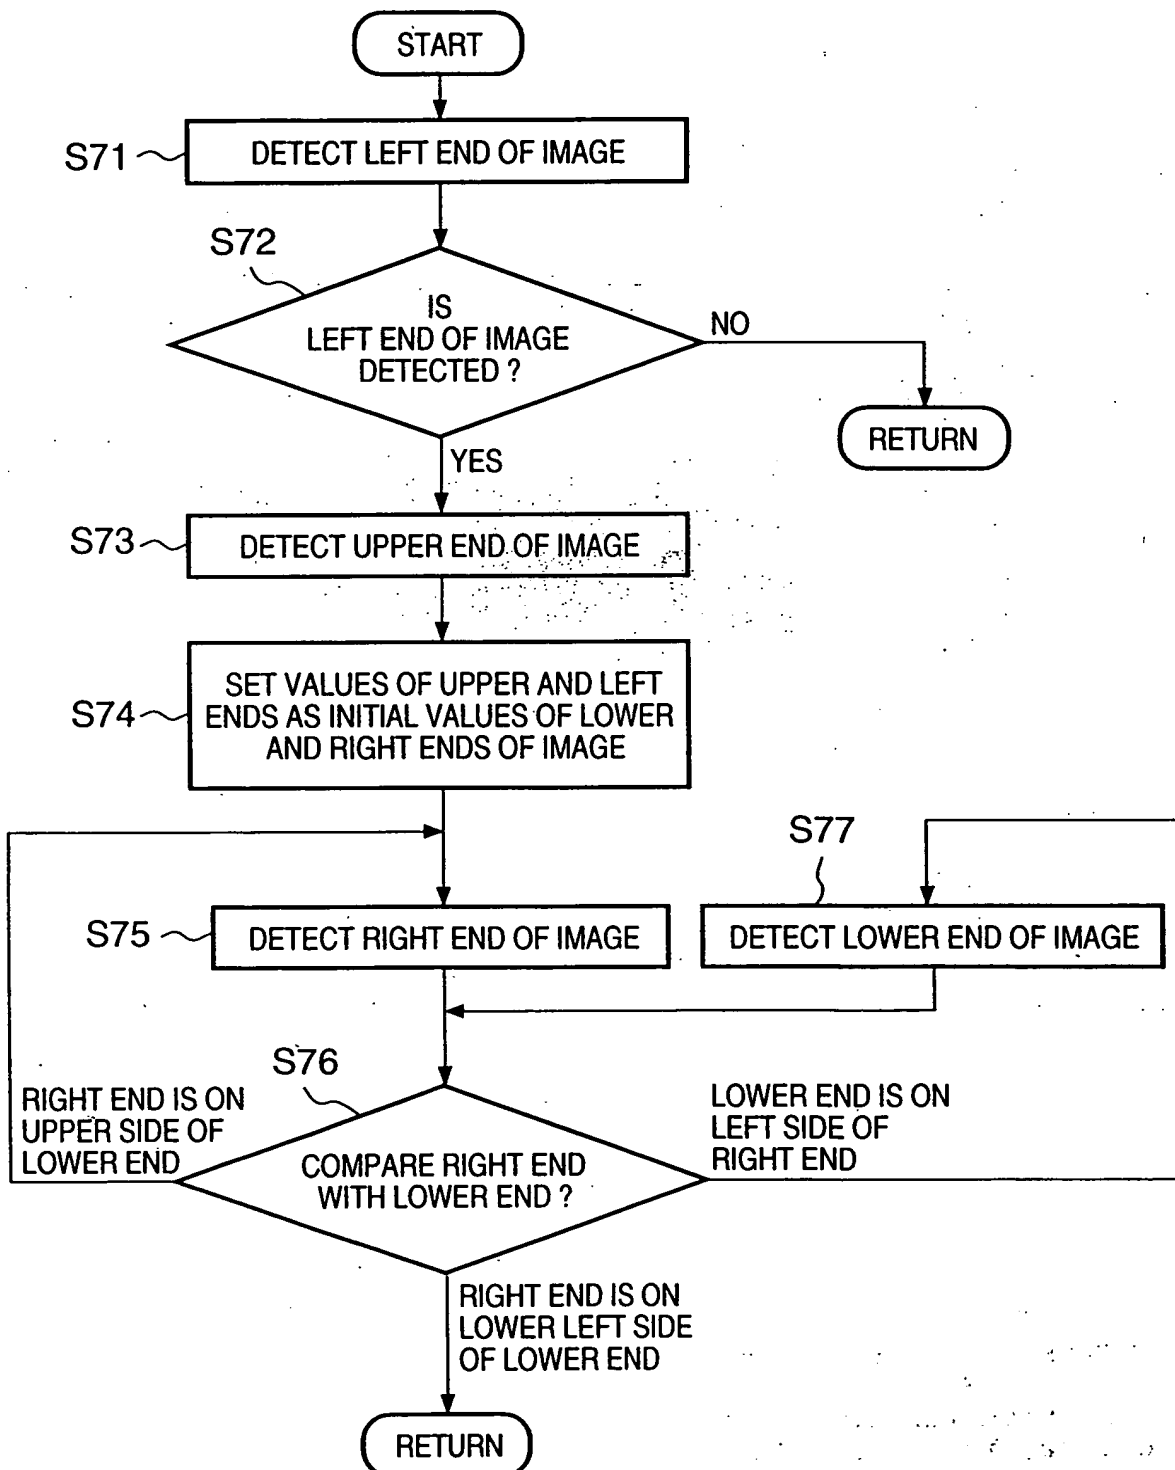 START
S71
DETECT LEFT END OF IMAGE
S72
IS
LEFT END OF IMAGE
DETECTED ?
NO
RETURN
YES
S73
DETECT UPPER END OF IMAGE
S74
SET VALUES OF UPPER AND LEFT
ENDS AS INITIAL VALUES OF LOWER
AND RIGHT ENDS OF IMAGE
S77
S75
DETECT RIGHT END OF IMAGE
DETECT LOWER END OF IMAGE
S76
RIGHT END IS ON
UPPER SIDE OF
LOWER END
COMPARE RIGHT END
WITH LOWER END ?
LOWER END IS ON
LEFT SIDE OF
RIGHT END
RIGHT END IS ON
LOWER LEFT SIDE
OF LOWER END
RETURN